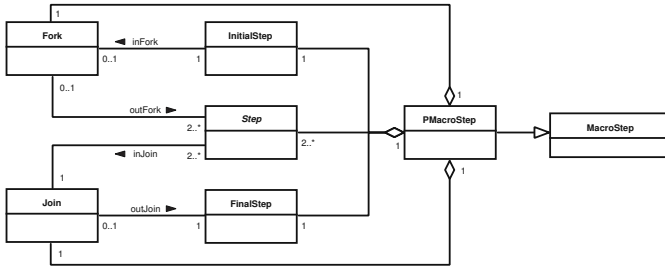 1
Fork
inFork
InitialStep
0..1
1
1
0..1
outFork
2..*
Step
2..*
2..*
inJoin
1
PMacroStep
1
1
1
MacroStep
Join
outJoin
FinalStep
0..1
1
1
1